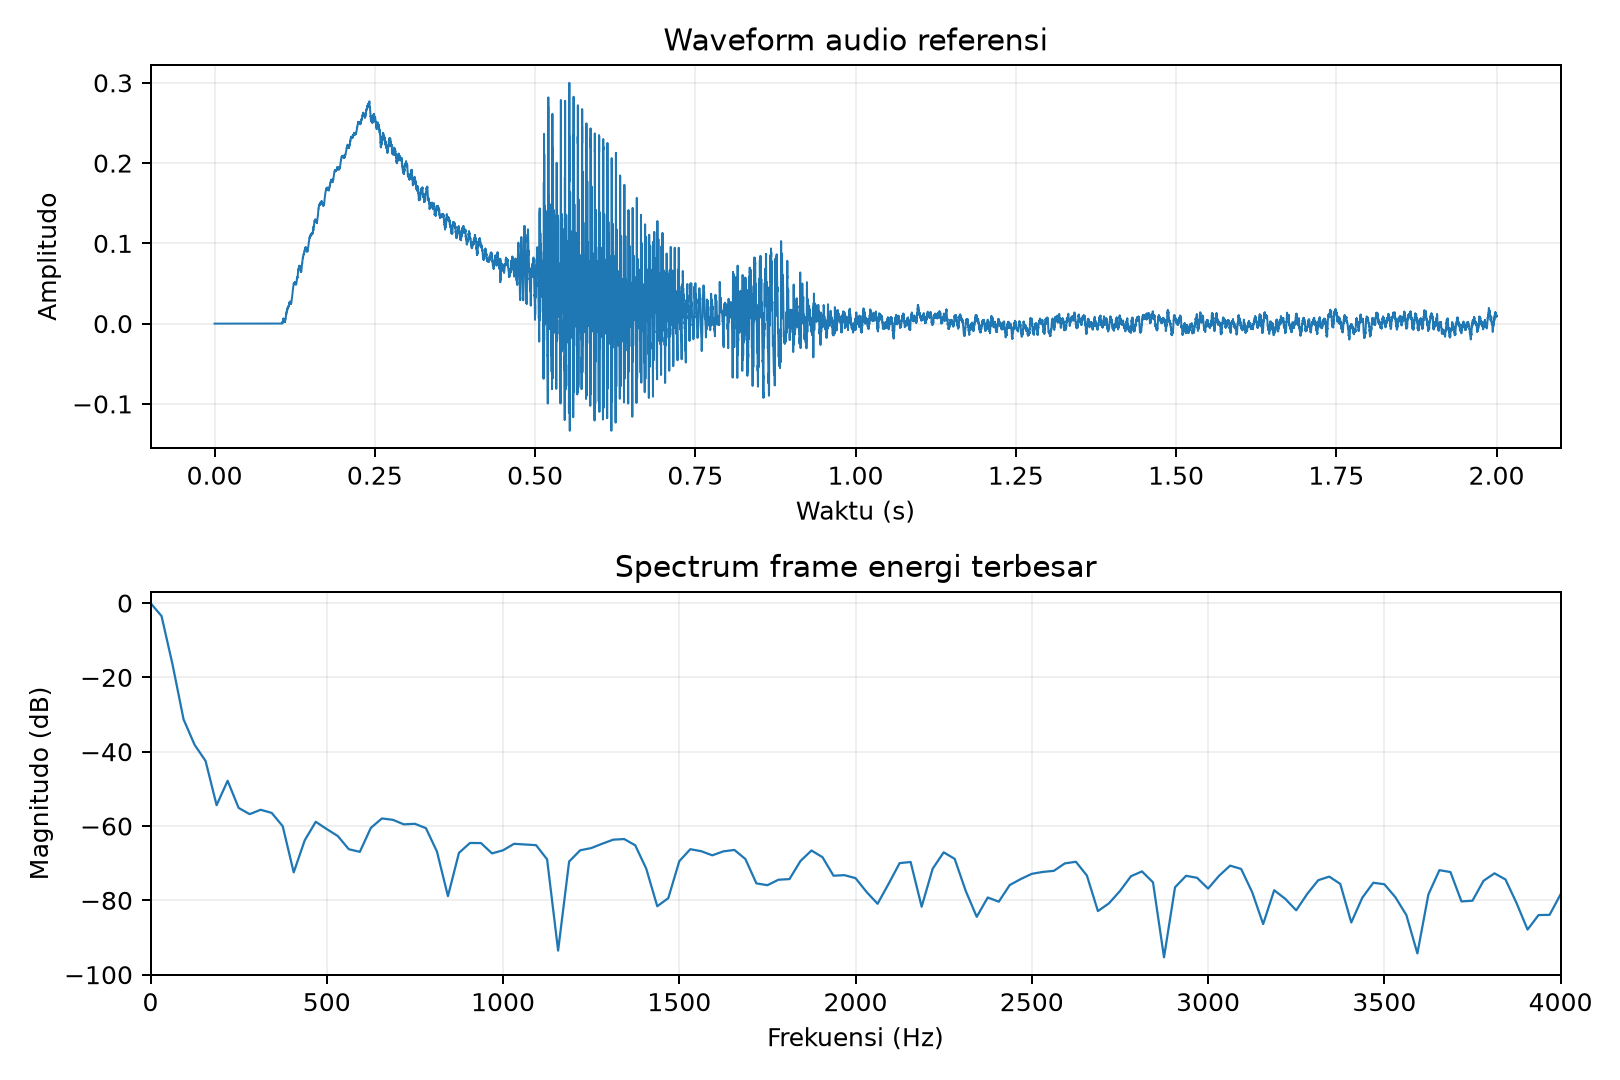 Waveform audio referensi
Amplitudo
0.3
0.2
0.1
0.0
−0.1
0.00 0.25 0.50 0.75 1.00 1.25 1.50 1.75 2.00
Waktu (s)
Spectrum frame energi terbesar
Magnitudo (dB)
0
−20
−40
−60
−80
−100
0 500 1000 1500 2000 2500 3000 3500 4000
Frekuensi (Hz)